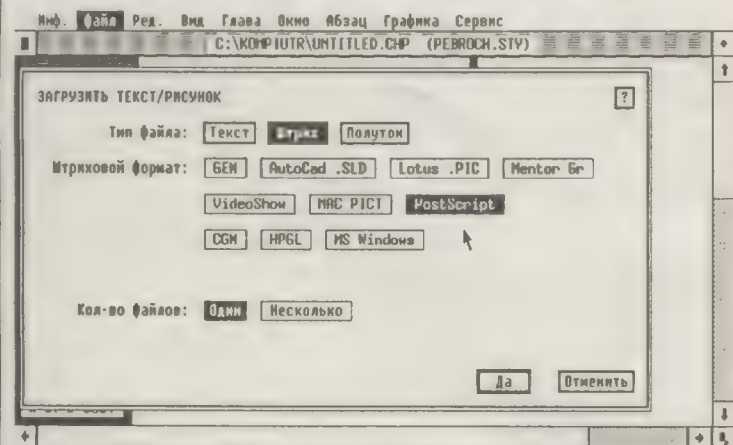 Инф. Файл Ред. Вид Глава Окно Абзац Графика Сервис
C:\KOMPIUTR\UNTITLED.CHP (PEBROCH.STY)
ЗАГРУЗИТЬ ТЕКСТ/РИСУНОК ?
Тип файла: Текст Штрих Полутон
Штриховой формат: GEM AutoCad .SLD Lotus .PIC Mentor Gr
VideoShow MAC PICT PostScript
CGM HPGL MS Windows
Кол-во файлов: Один Несколько
Да Отменить